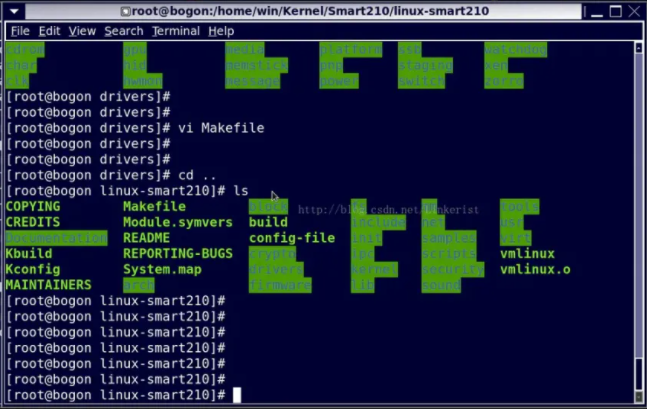 root@bogon:/home/win/Kernel/Smart210/linux-smart210
File Edit View Search Terminal Help
cdrom gpu media platform ssb watchdog
char hid memstick pnp staging xen
clk hwmon message power switch zorro
[root@bogon drivers]#
[root@bogon drivers]#
[root@bogon drivers]# vi Makefile
[root@bogon drivers]#
[root@bogon drivers]# cd ..
[root@bogon linux-smart210]# ls
COPYING Makefile block fs mm tools
http://blog.csdn.net/
CREDITS Module.symvers build include net usr
Documentation README config-file init samples virt
Kbuild REPORTING-BUGS crypto ipc scripts vmlinux
Kconfig System.map drivers kernel security vmlinux.o
MAINTAINERS arch firmware lib sound
[root@bogon linux-smart210]#
[root@bogon linux-smart210]#
[root@bogon linux-smart210]#
[root@bogon linux-smart210]#
[root@bogon linux-smart210]#
[root@bogon linux-smart210]#
[root@bogon linux-smart210]#
[root@bogon linux-smart210]#